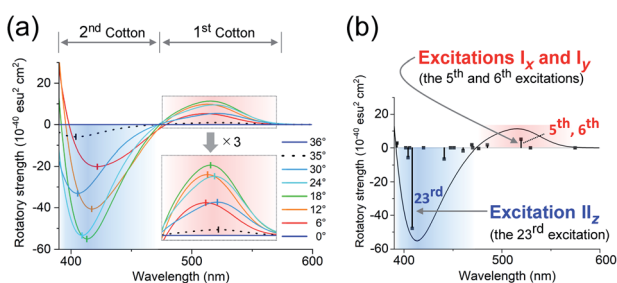 (a)
2nd Cotton
1st Cotton
Rotatory strength (10-40 esu2 cm2)
20
0
-20
-40
-60
× 3
36°
35°
30°
24°
18°
12°
6°
0°
400
500
600
Wavelength (nm)
(b)
Excitations Ix and Iy
(the 5th and 6th excitations)
Rotatory strength (10-40 esu2 cm2)
20
0
-20
-40
-60
5th, 6th
23rd
Excitation IIz
(the 23rd excitation)
400
500
600
Wavelength (nm)